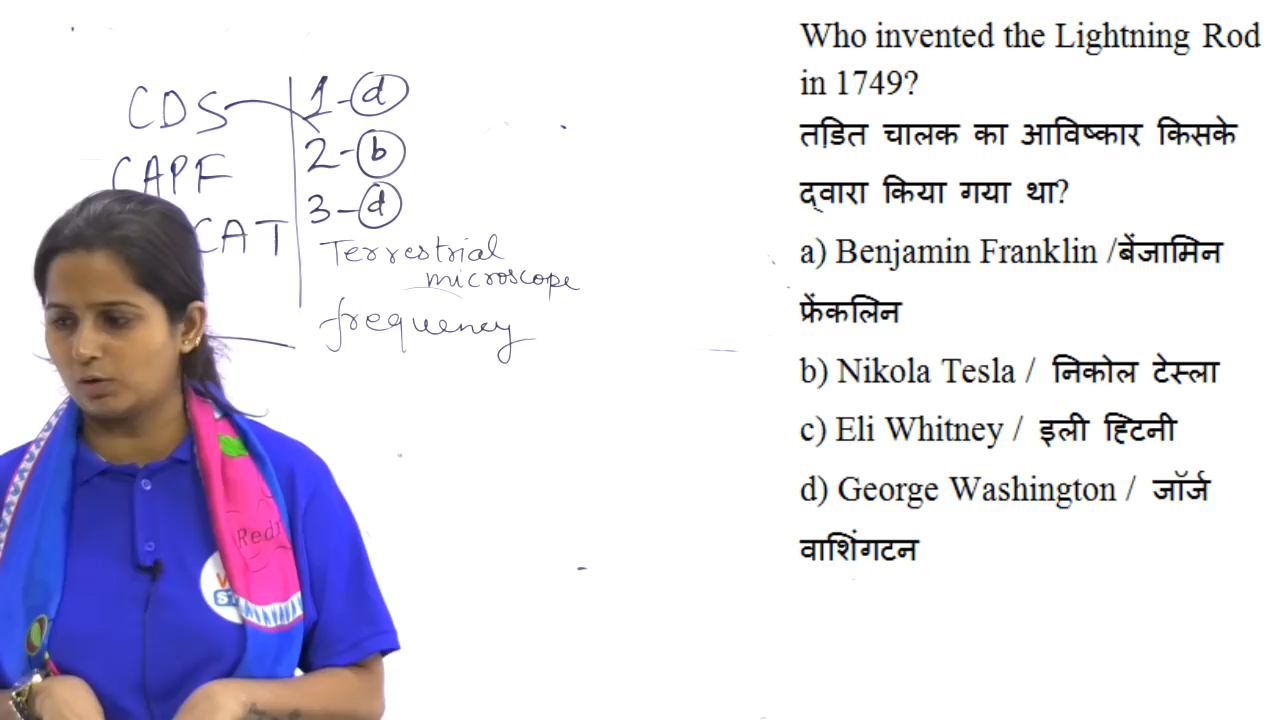 CDS
CAPF
CAT
1-d
2-b
3-d
Terrestrial
microscope
frequency
Who invented the Lightning Rod
in 1749?
तडित चालक का आविष्कार किसके
द्वारा किया गया था?
a) Benjamin Franklin /बेंजामिन
फ्रेंकलिन
b) Nikola Tesla / निकोल टेस्ला
c) Eli Whitney / इली ह्टिनी
d) George Washington / जॉर्ज
वाशिंगटन